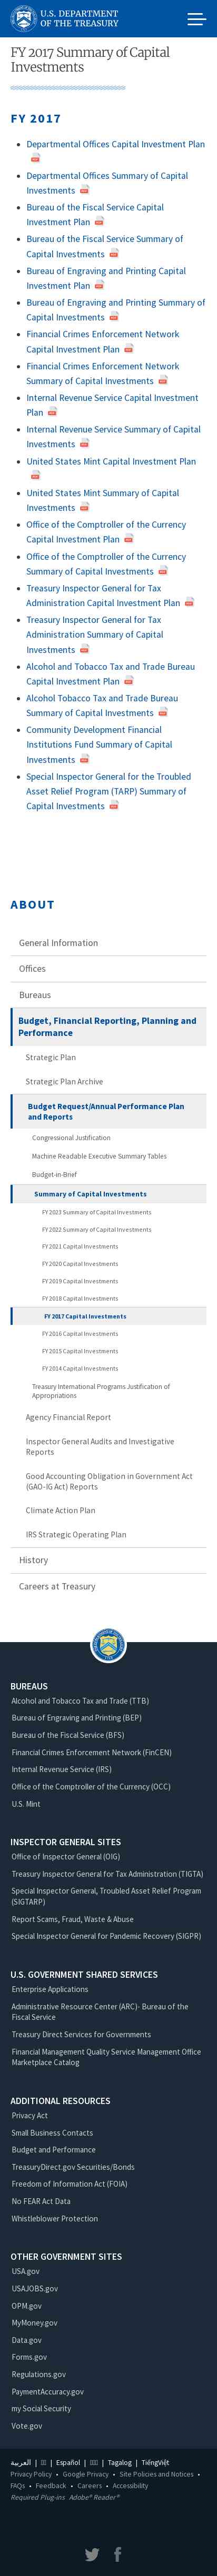 U.S. DEPARTMENT
OF THE TREASURY
FY 2017 Summary of Capital
Investments
FY 2017
Departmental Offices Capital Investment Plan
Departmental Offices Summary of Capital
Investments
Bureau of the Fiscal Service Capital
Investment Plan
Bureau of the Fiscal Service Summary of
Capital Investments
Bureau of Engraving and Printing Capital
Investment Plan
Bureau of Engraving and Printing Summary of
Capital Investments
Financial Crimes Enforcement Network
Capital Investment Plan
Financial Crimes Enforcement Network
Summary of Capital Investments
Internal Revenue Service Capital Investment
Plan
Internal Revenue Service Summary of Capital
Investments
United States Mint Capital Investment Plan
United States Mint Summary of Capital
Investments
Office of the Comptroller of the Currency
Capital Investment Plan
Office of the Comptroller of the Currency
Summary of Capital Investments
Treasury Inspector General for Tax
Administration Capital Investment Plan
Treasury Inspector General for Tax
Administration Summary of Capital
Investments
Alcohol and Tobacco Tax and Trade Bureau
Capital Investment Plan
Alcohol Tobacco Tax and Trade Bureau
Summary of Capital Investments
Community Development Financial
Institutions Fund Summary of Capital
Investments
Special Inspector General for the Troubled
Asset Relief Program (TARP) Summary of
Capital Investments
ABOUT
General Information
Offices
Bureaus
Budget, Financial Reporting, Planning and
Performance
Strategic Plan
Strategic Plan Archive
Budget Request/Annual Performance Plan
and Reports
Congressional Justification
Machine Readable Executive Summary Tables
Budget-in-Brief
Summary of Capital Investments
FY 2023 Summary of Capital Investments
FY 2022 Summary of Capital Investments
FY 2021 Capital Investments
FY 2020 Capital Investments
FY 2019 Capital Investments
FY 2018 Capital Investments
FY 2017 Capital Investments
FY 2016 Capital Investments
FY 2015 Capital Investments
FY 2014 Capital Investments
Treasury International Programs Justification of
Appropriations
Agency Financial Report
Inspector General Audits and Investigative
Reports
Good Accounting Obligation in Government Act
(GAO-IG Act) Reports
Climate Action Plan
IRS Strategic Operating Plan
History
Careers at Treasury
BUREAUS
Alcohol and Tobacco Tax and Trade (TTB)
Bureau of Engraving and Printing (BEP)
Bureau of the Fiscal Service (BFS)
Financial Crimes Enforcement Network (FinCEN)
Internal Revenue Service (IRS)
Office of the Comptroller of the Currency (OCC)
U.S. Mint
INSPECTOR GENERAL SITES
Office of Inspector General (OIG)
Treasury Inspector General for Tax Administration (TIGTA)
Special Inspector General, Troubled Asset Relief Program
(SIGTARP)
Report Scams, Fraud, Waste & Abuse
Special Inspector General for Pandemic Recovery (SIGPR)
U.S. GOVERNMENT SHARED SERVICES
Enterprise Applications
Administrative Resource Center (ARC)- Bureau of the
Fiscal Service
Treasury Direct Services for Governments
Financial Management Quality Service Management Office
Marketplace Catalog
ADDITIONAL RESOURCES
Privacy Act
Small Business Contacts
Budget and Performance
TreasuryDirect.gov Securities/Bonds
Freedom of Information Act (FOIA)
No FEAR Act Data
Whistleblower Protection
OTHER GOVERNMENT SITES
USA.gov
USAJOBS.gov
OPM.gov
MyMoney.gov
Data.gov
Forms.gov
Regulations.gov
PaymentAccuracy.gov
my Social Security
Vote.gov
العربية | | Español | | Tagalog | TiếngViệt
Privacy Policy • Google Privacy • Site Policies and Notices •
FAQs • Feedback • Careers • Accessibility
Required Plug-ins Adobe® Reader®